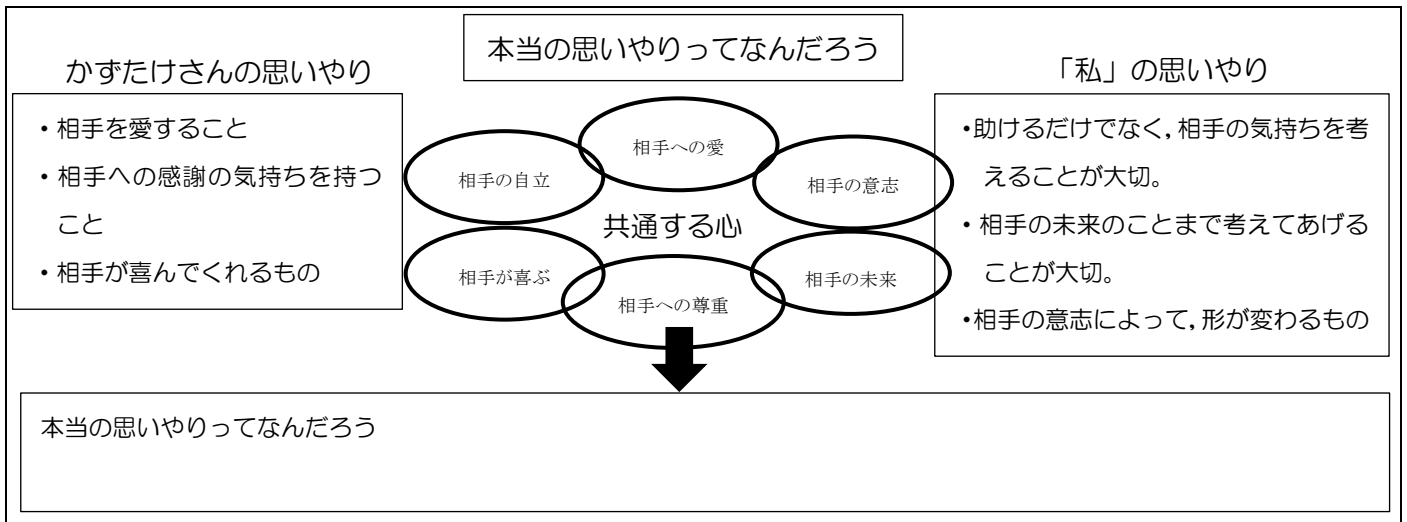 本当の思いやりってなんだろう
かずたけさんの思いやり
・相手を愛すること
・相手への感謝の気持ちを持つ
こと
・相手が喜んでくれるもの
相手への愛
相手の自立
相手の意志
共通する心
相手が喜ぶ
相手の未来
相手への尊重
「私」の思いやり
・助けるだけでなく,相手の気持ちを考
えることが大切。
・相手の未来のことまで考えてあげる
ことが大切。
・相手の意志によって,形が変わるもの
本当の思いやりってなんだろう